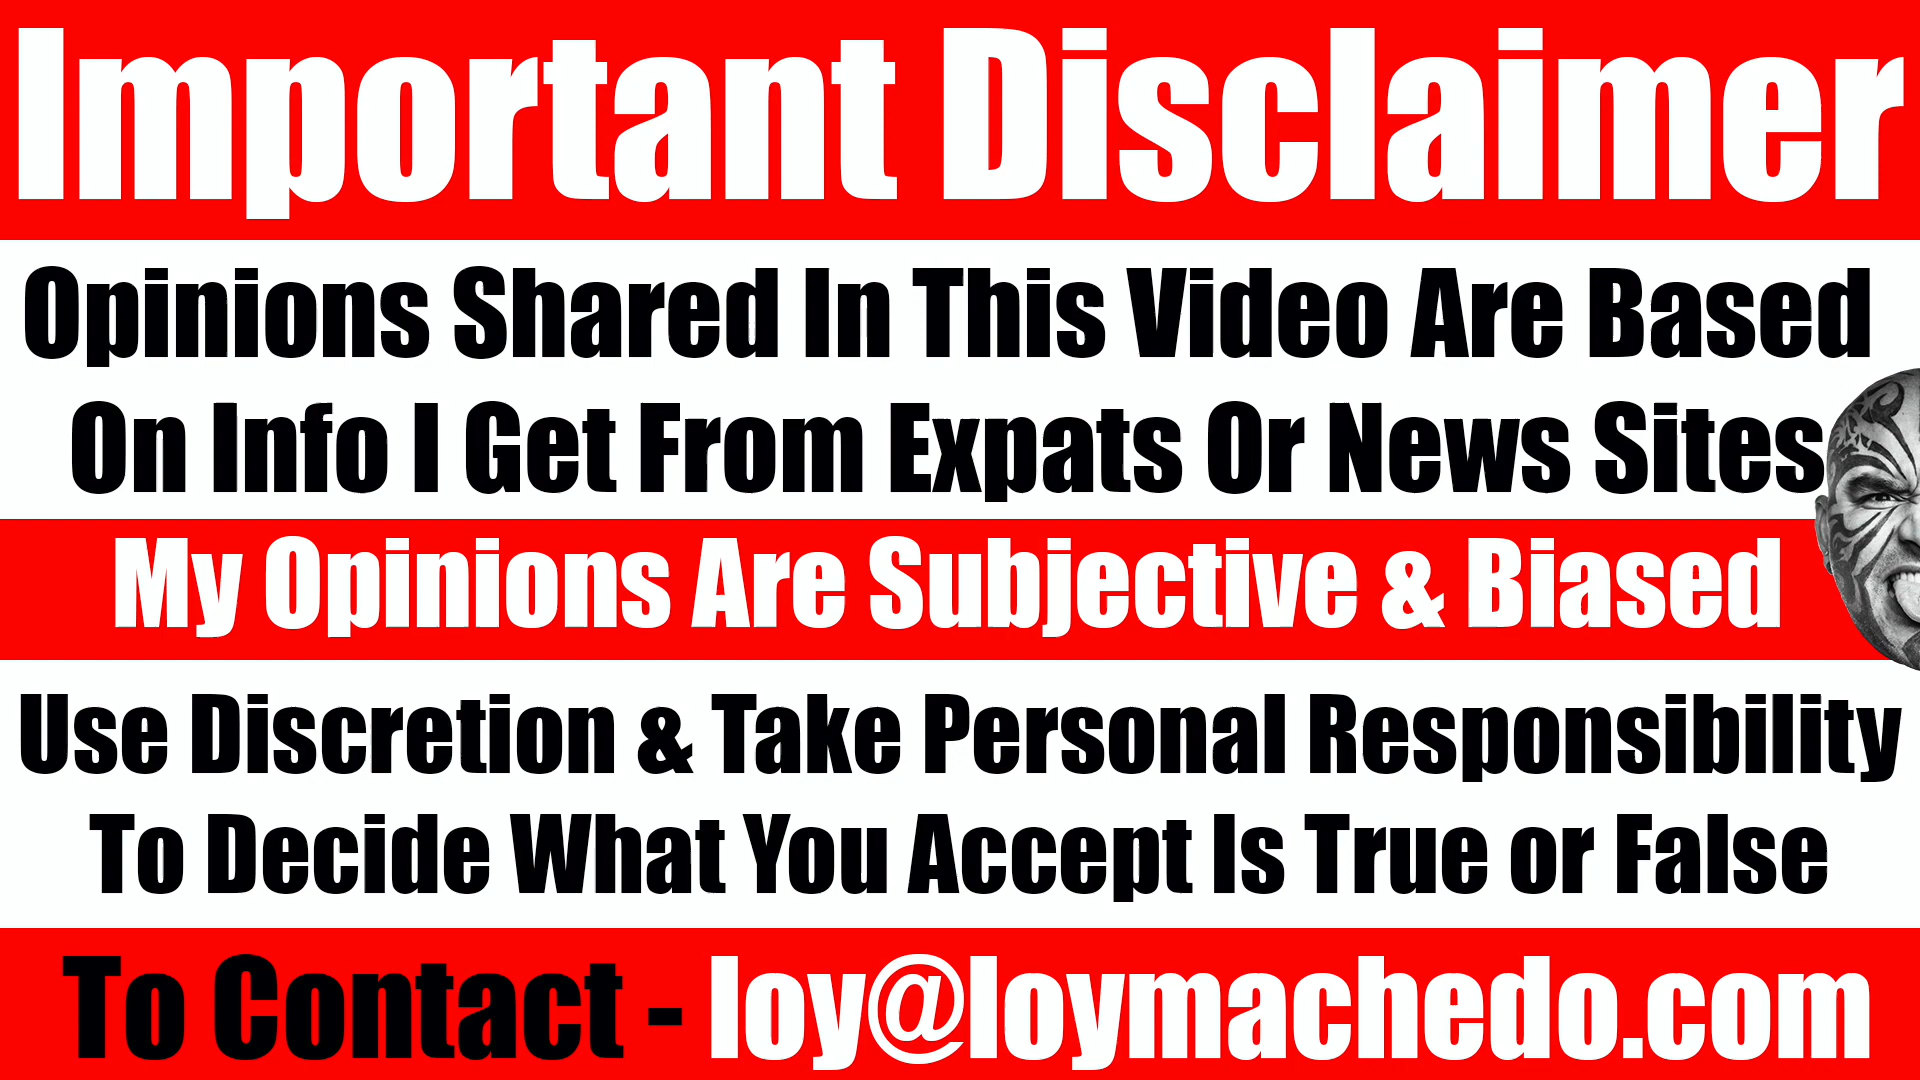 Important Disclaimer
Opinions Shared In This Video Are Based
On Info I Get From Expats Or News Sites
My Opinions Are Subjective & Biased
Use Discretion & Take Personal Responsibility
To Decide What You Accept Is True or False
To Contact - loy@loymachedo.com